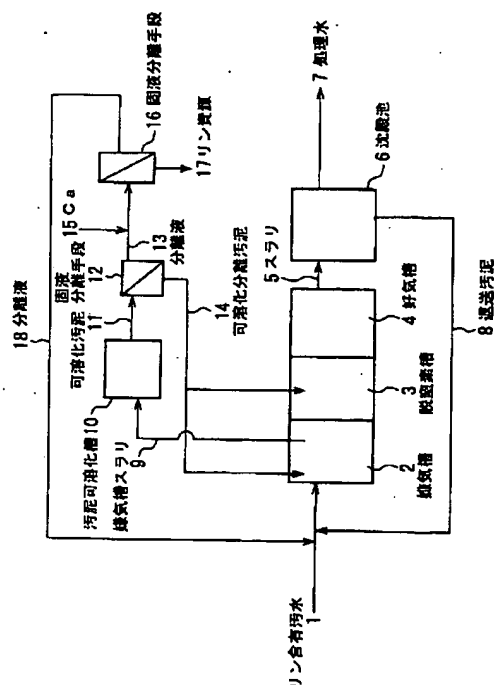 18 分離液
16 固液分離手段
15 Ca
17 リン資源
固液
分離手段
12
13
分離液
可溶化汚泥
11
14
可溶化分離汚泥
汚泥可溶化槽 10
嫌気槽スラリ
9
7 処理水
6 沈殿池
5 スラリ
4 好気槽
3
脱窒素槽
2
嫌気槽
8 返送汚泥
リン含有汚水
1